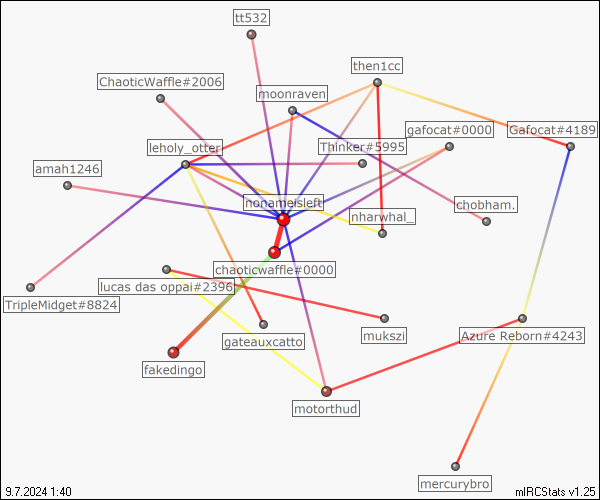 tt532
then1cc
ChaoticWaffle#2006
moonraven
gafocat#0000
Gafocat#4189
leholy_otter
Thinker#5995
amah1246
nonameisleft
nharwhal_
chobham.
chaoticwaffle#0000
lucas das oppai#2396
TripleMidget#8824
gateauxcatto
mukszi
Azure Reborn#4243
fakedingo
motorthud
mercurybro
9.7.2024 1:40
mIRCStats v1.25